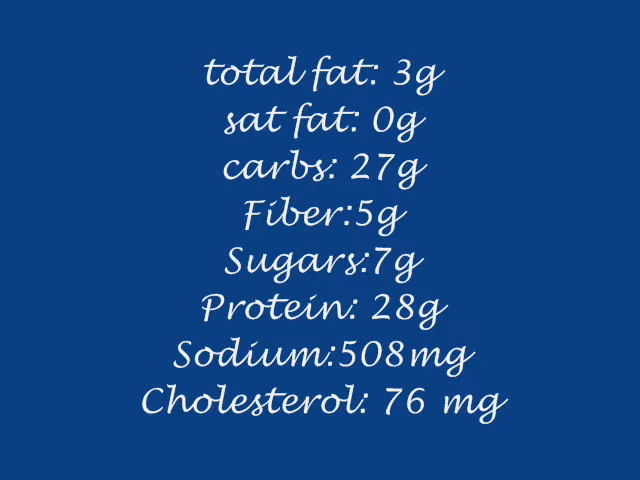 total fat: 3g
sat fat: 0g
carbs: 27g
Fiber:5g
Sugars:7g
Protein: 28g
Sodium:508mg
Cholesterol: 76 mg